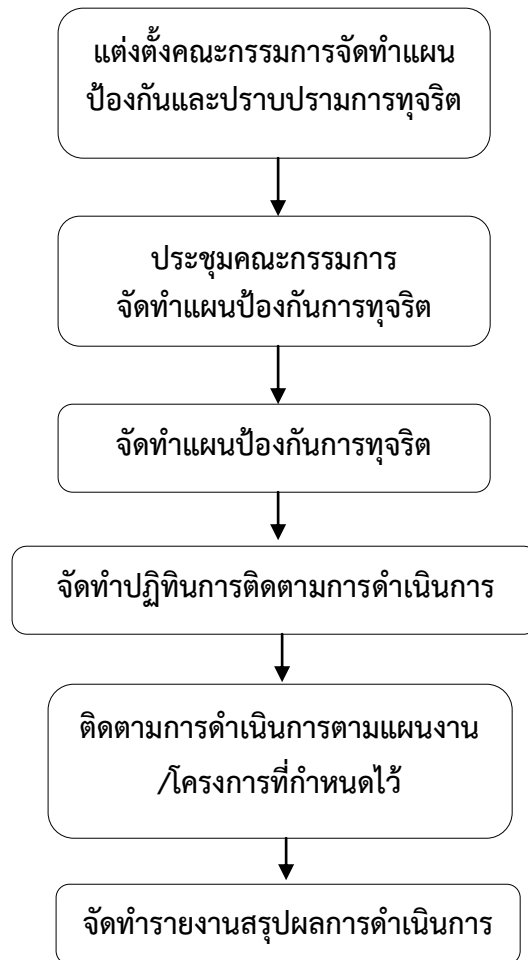 แต่งตั้งคณะกรรมการจัดทำแผน
ป้องกันและปราบปรามการทุจริต
ประชุมคณะกรรมการ
จัดทำแผนป้องกันการทุจริต
จัดทำแผนป้องกันการทุจริต
จัดทำปฏิทินการติดตามการดำเนินการ
ติดตามการดำเนินการตามแผนงาน
/โครงการที่กำหนดไว้
จัดทำรายงานสรุปผลการดำเนินการ